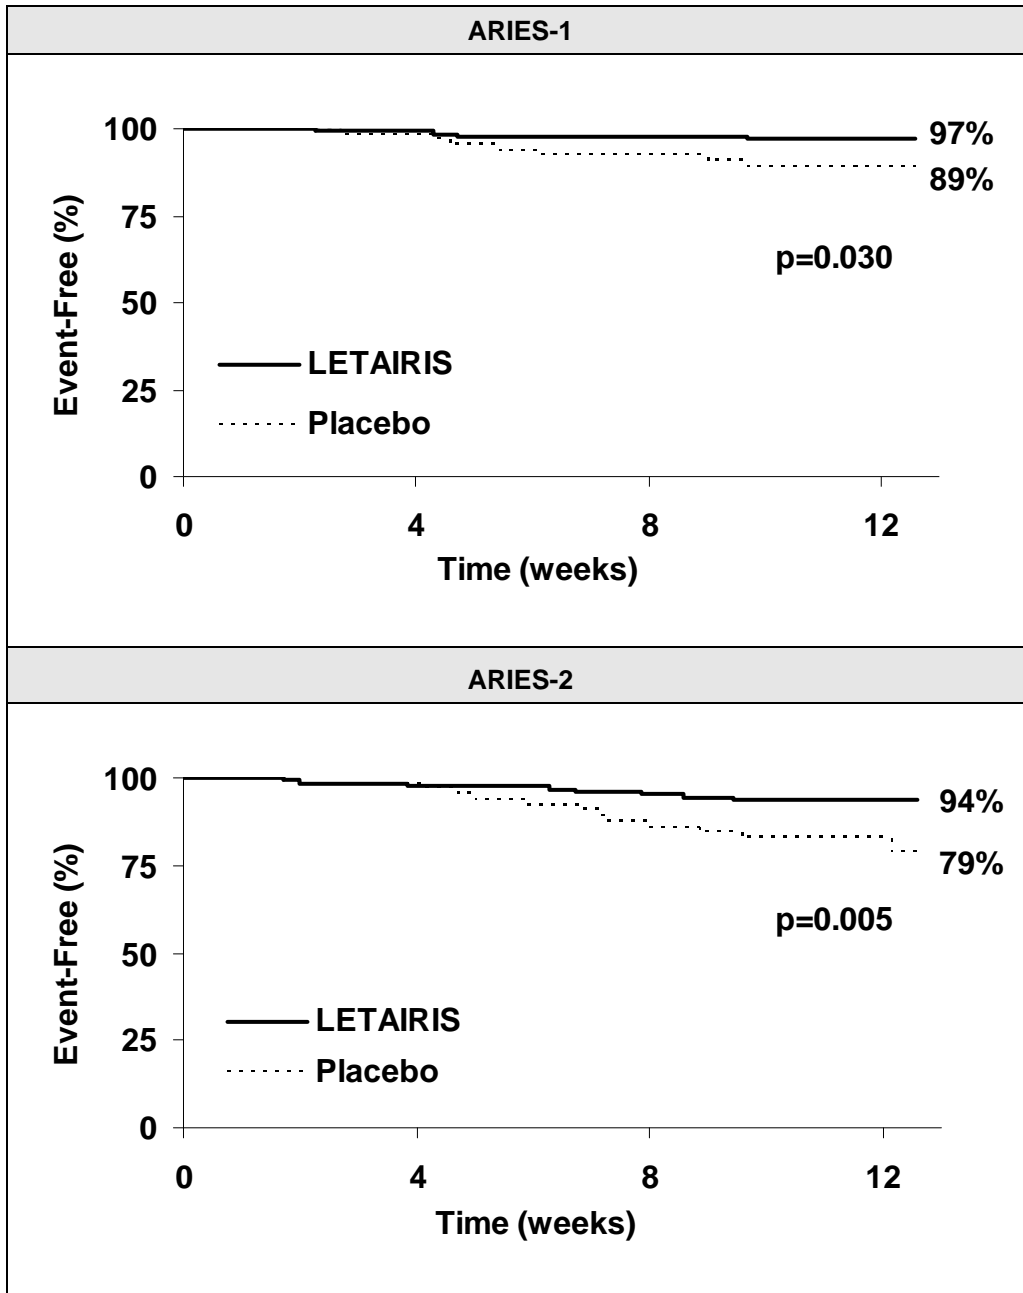 ARIES-1
100
75
50
25
0
Event-Free (%)
97%
89%
p=0.030
LETAIRIS
Placebo
0 4 8 12
Time (weeks)
ARIES-2
100
75
50
25
0
Event-Free (%)
94%
79%
p=0.005
LETAIRIS
Placebo
0 4 8 12
Time (weeks)